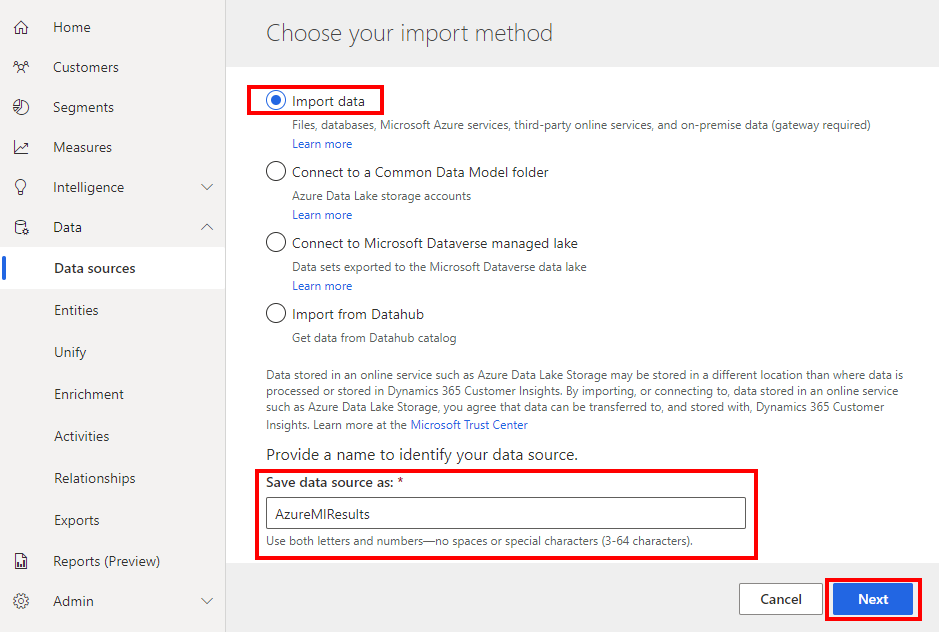 Home
Customers
Segments
Measures
Intelligence
Data
Data sources
Entities
Unify
Enrichment
Activities
Relationships
Exports
Reports (Preview)
Admin
Choose your import method
Import data
Files, databases, Microsoft Azure services, third-party online services, and on-premise data (gateway required)
Learn more
Connect to a Common Data Model folder
Azure Data Lake storage accounts
Learn more
Connect to Microsoft Dataverse managed lake
Data sets exported to the Microsoft Dataverse data lake
Learn more
Import from Datahub
Get data from Datahub catalog
Data stored in an online service such as Azure Data Lake Storage may be stored in a different location than where data is
processed or stored in Dynamics 365 Customer Insights. By importing, or connecting to, data stored in an online service
such as Azure Data Lake Storage, you agree that data can be transferred to, and stored with, Dynamics 365 Customer
Insights. Learn more at the Microsoft Trust Center
Provide a name to identify your data source.
Save data source as: *
AzureMIResults
Use both letters and numbers—no spaces or special characters (3-64 characters).
Cancel
Next